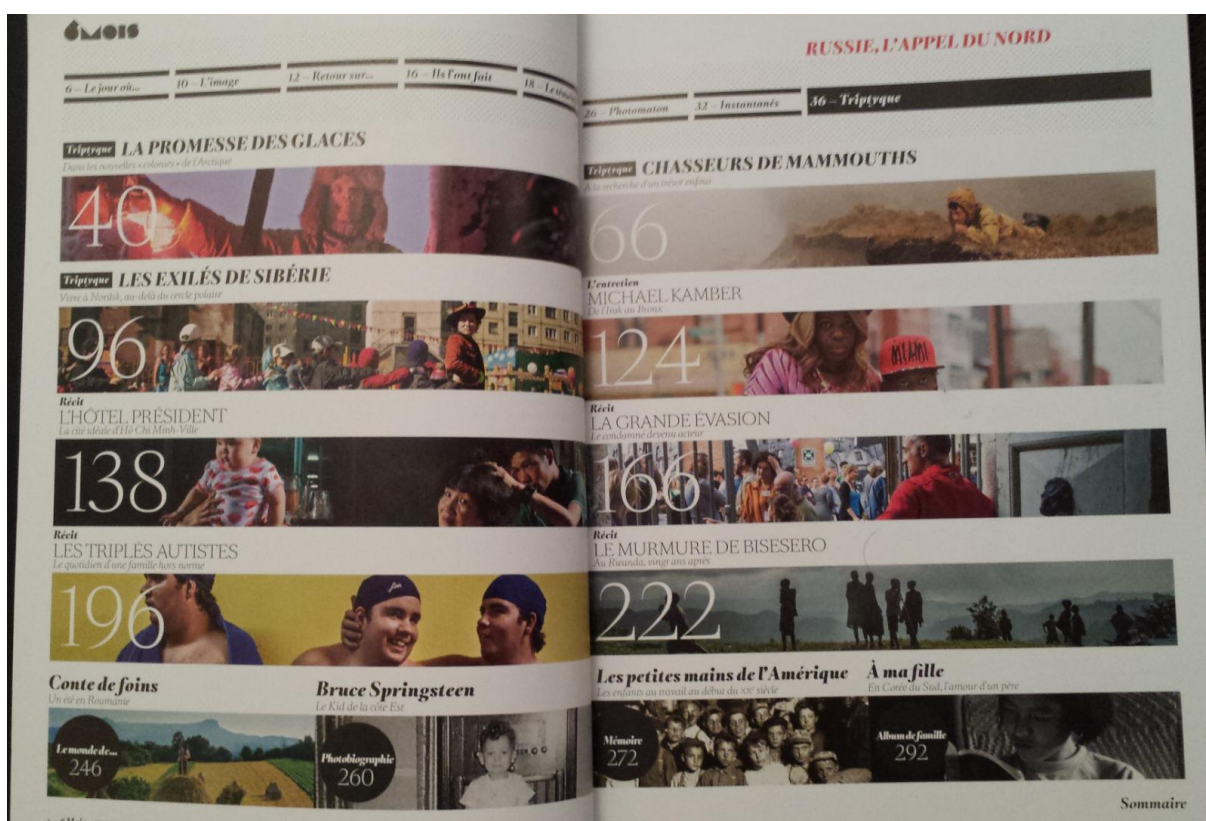 6MOIS
6 – Le jour où...
10 – L'image
12 – Retour sur...
16 – Ils l'ont fait
18 – Le
Triptyque LA PROMESSE DES GLACES
Dans les nouvelles « colonies » de l'Arctique
40
Triptyque LES EXILÉS DE SIBÉRIE
Vivre à Norilsk, au-delà du cercle polaire
96
Récit
L'HÔTEL PRÉSIDENT
La cité idéale d'Hô Chi Minh-Ville
138
Récit
LES TRIPLÉS AUTISTES
Le quotidien d'une famille hors norme
196
Conte de foins
Un été en Roumanie
Le monde de...
246
Bruce Springsteen
Le Kid de la côte Est
Photobiographie
260
RUSSIE, L'APPEL DU NORD
26 – Photomaton
32 – Instantanés
36 – Triptyque
Triptyque CHASSEURS DE MAMMOUTHS
À la recherche d'un trésor enfoui
66
L'entretien
MICHAEL KAMBER
De l'Irak au Bronx
124
MIAMI
Récit
LA GRANDE ÉVASION
Le condamné devenu acteur
166
Récit
LE MURMURE DE BISESERO
Au Rwanda, vingt ans après
222
Les petites mains de l'Amérique
Les enfants au travail au début du XXe siècle
Mémoire
272
À ma fille
En Corée du Sud, l'amour d'un père
Album de famille
292
Sommaire